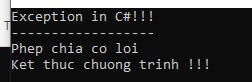 Exception in C#!!!
------------------
Phep chia co loi
Ket thuc chuong trinh !!!